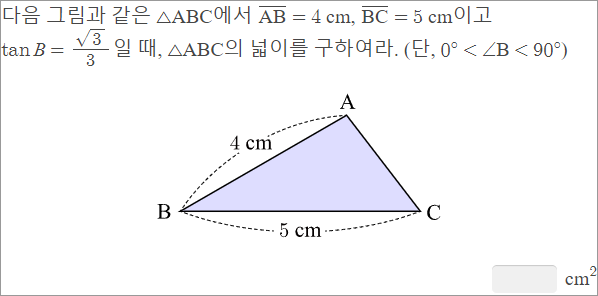 다음 그림과 같은 △ABC에서 A̅B̅ = 4 cm, B̅C̅ = 5 cm이고
tan B = √3/3 일 때, △ABC의 넓이를 구하여라. (단, 0° < ∠B < 90°)
A
4 cm
B
C
5 cm
cm²